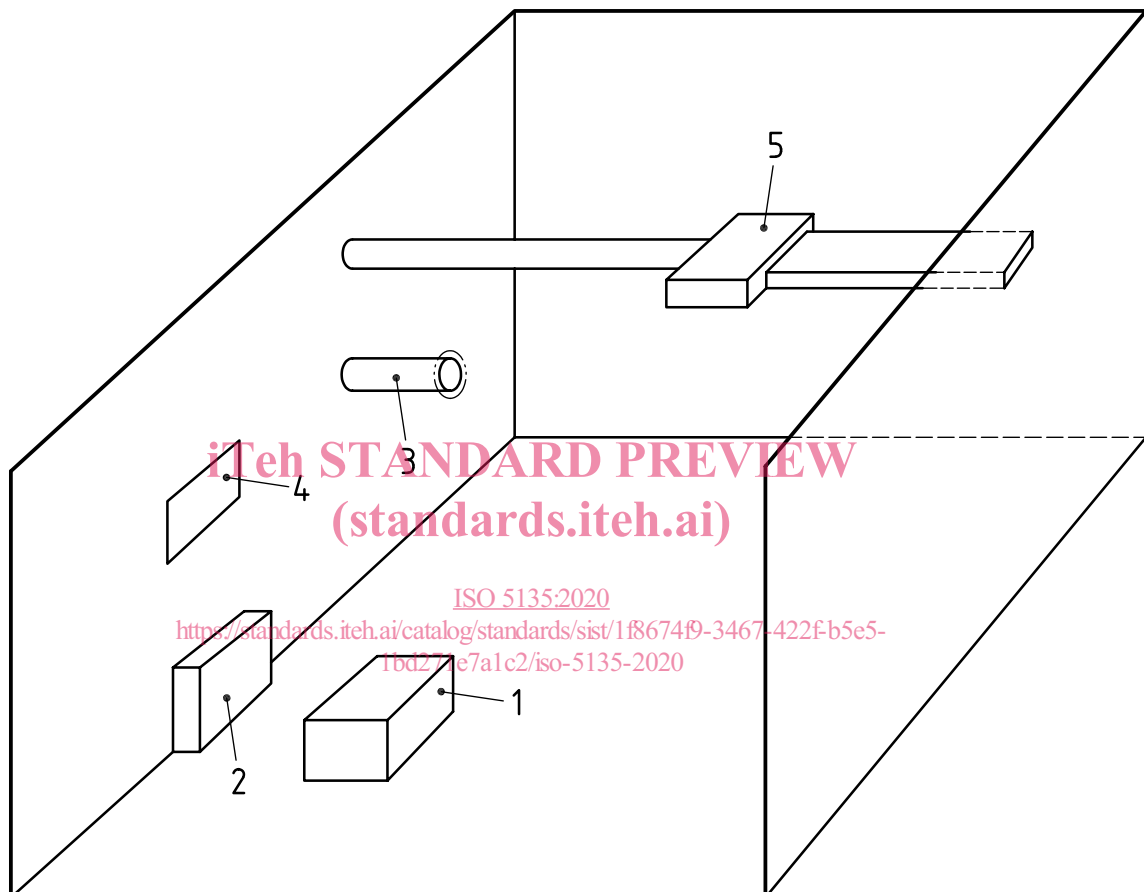 5
3
iTeh STANDARD PREVIEW
4
(standards.iteh.ai)
ISO 5135:2020
https://standards.iteh.ai/catalog/standards/sist/1f8674f9-3467-422f-b5e5-
1bd271e7a1c2/iso-5135-2020
1
2